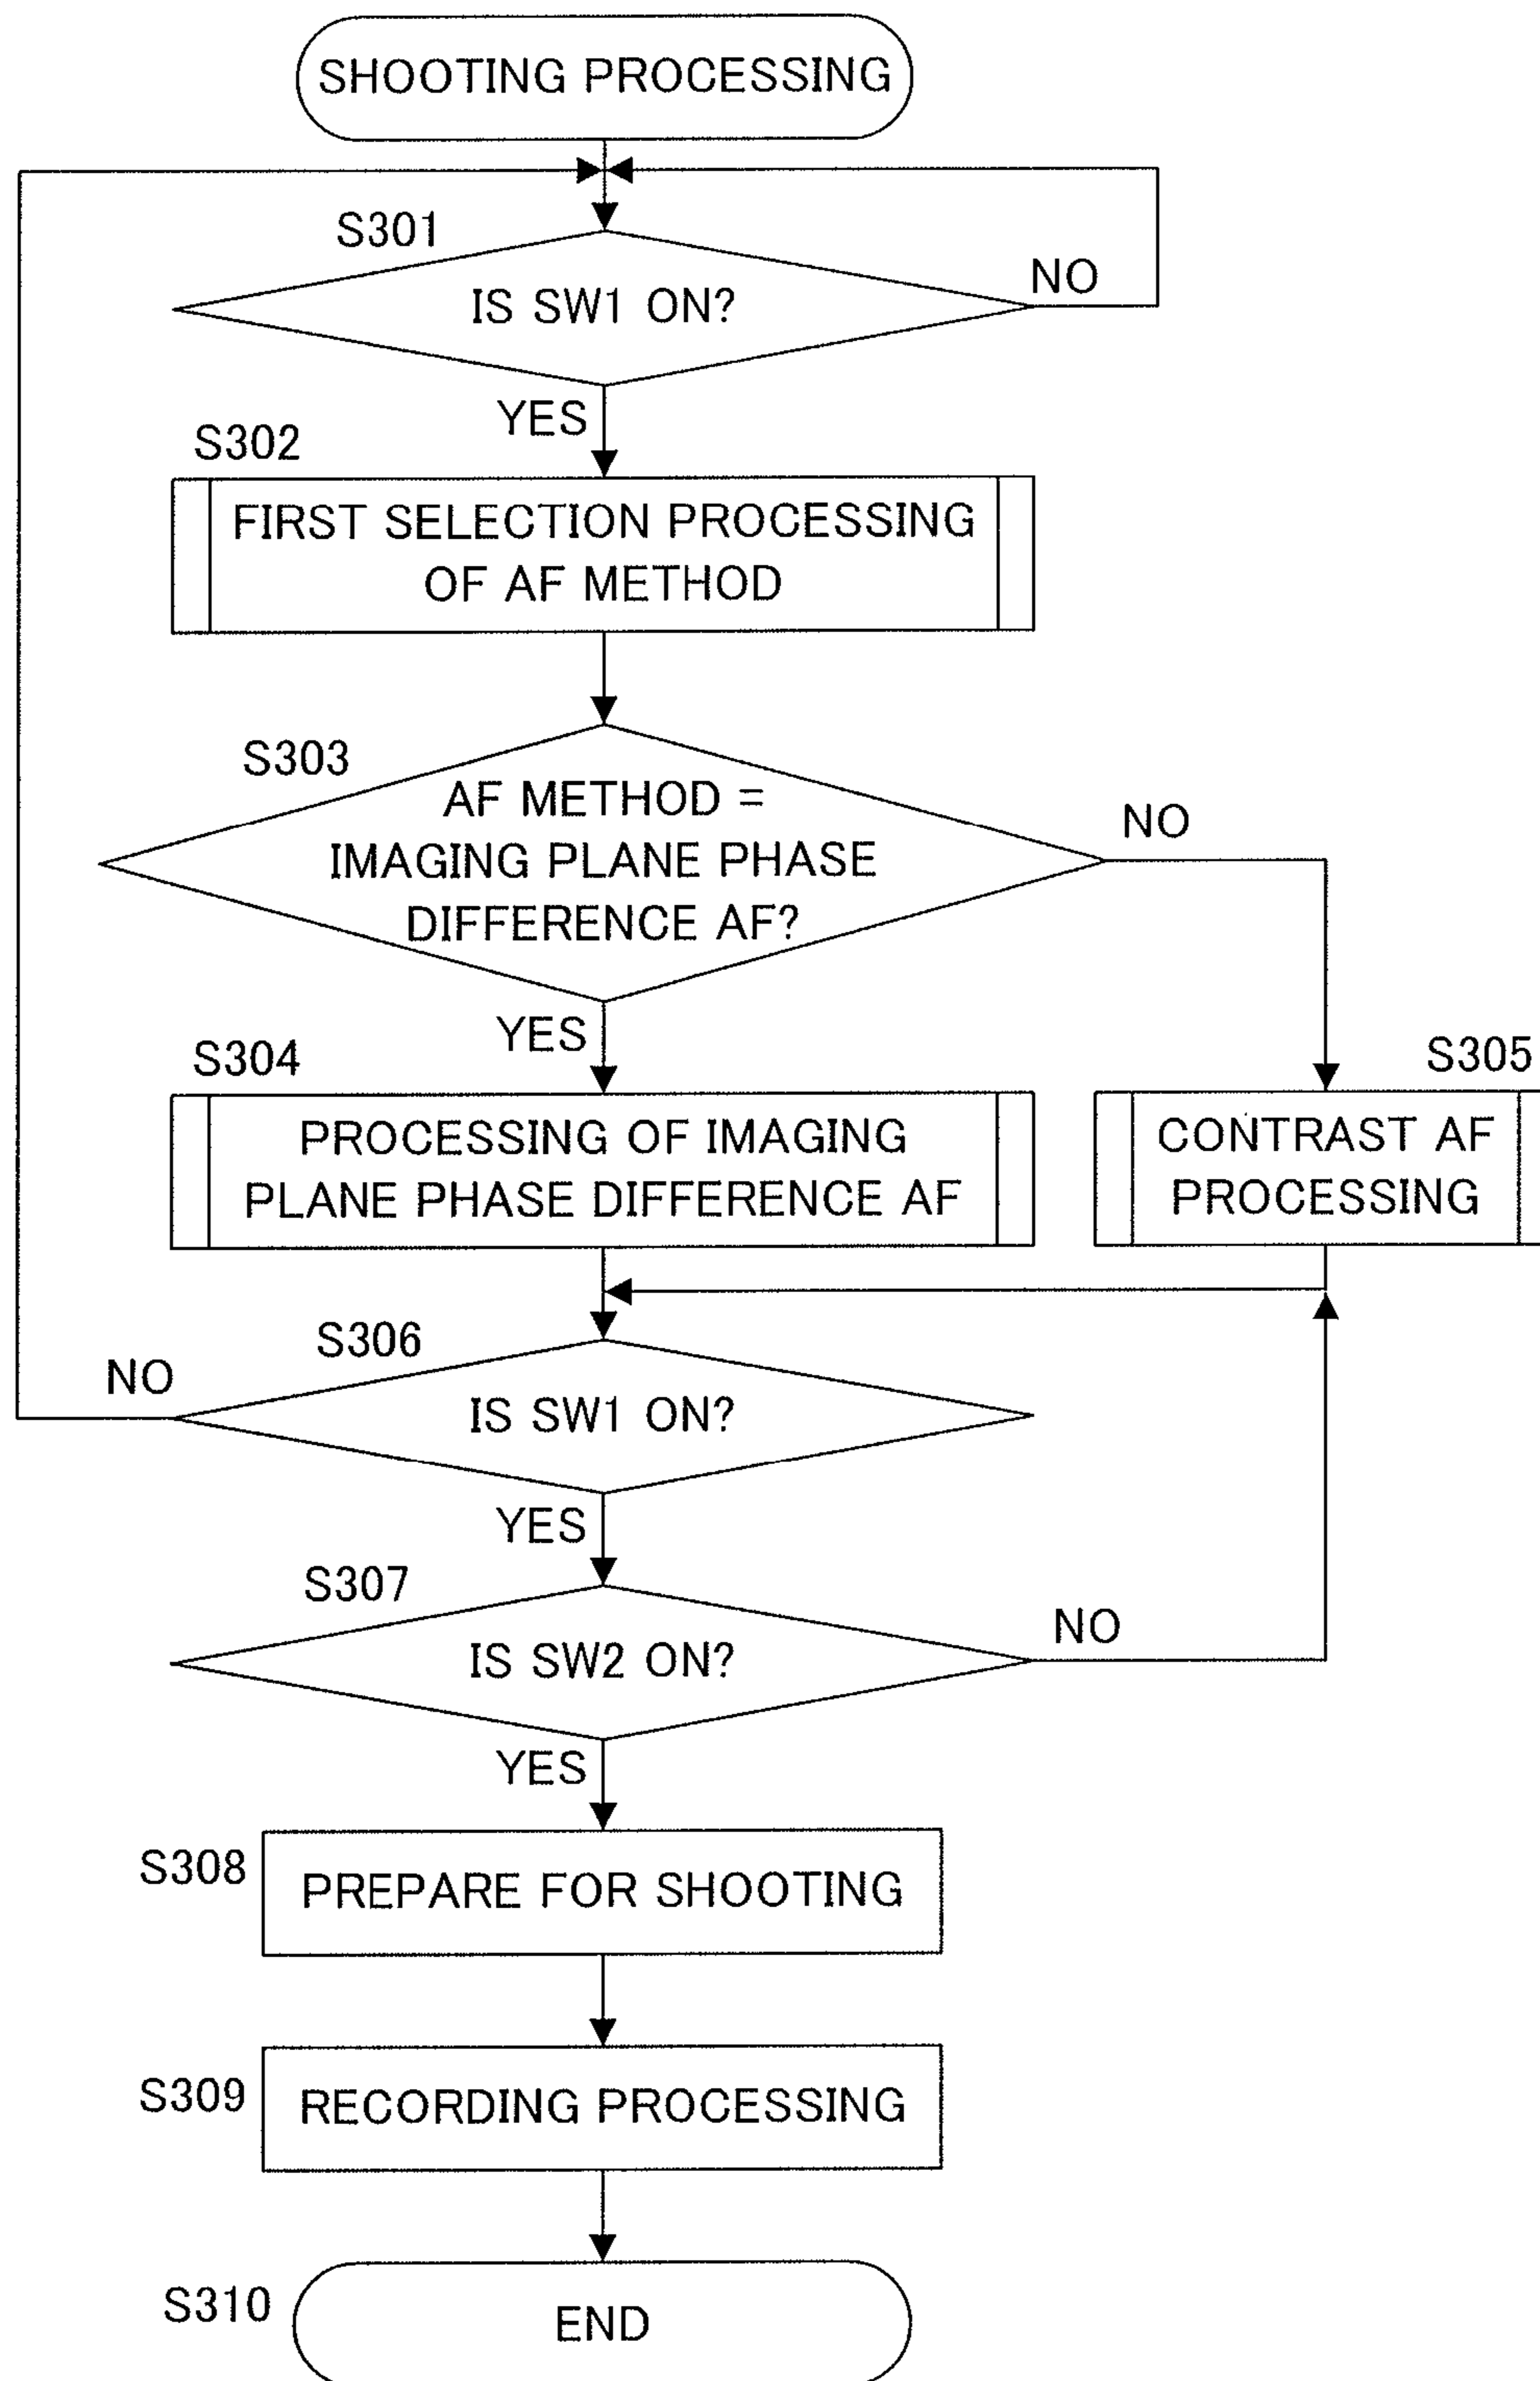 SHOOTING PROCESSING
S301
IS SW1 ON?
NO
YES
S302
FIRST SELECTION PROCESSING
OF AF METHOD
S303
AF METHOD =
IMAGING PLANE PHASE
DIFFERENCE AF?
NO
YES
S304
PROCESSING OF IMAGING
PLANE PHASE DIFFERENCE AF
S305
CONTRAST AF
PROCESSING
S306
NO
IS SW1 ON?
YES
S307
IS SW2 ON?
NO
YES
S308
PREPARE FOR SHOOTING
S309
RECORDING PROCESSING
S310
END